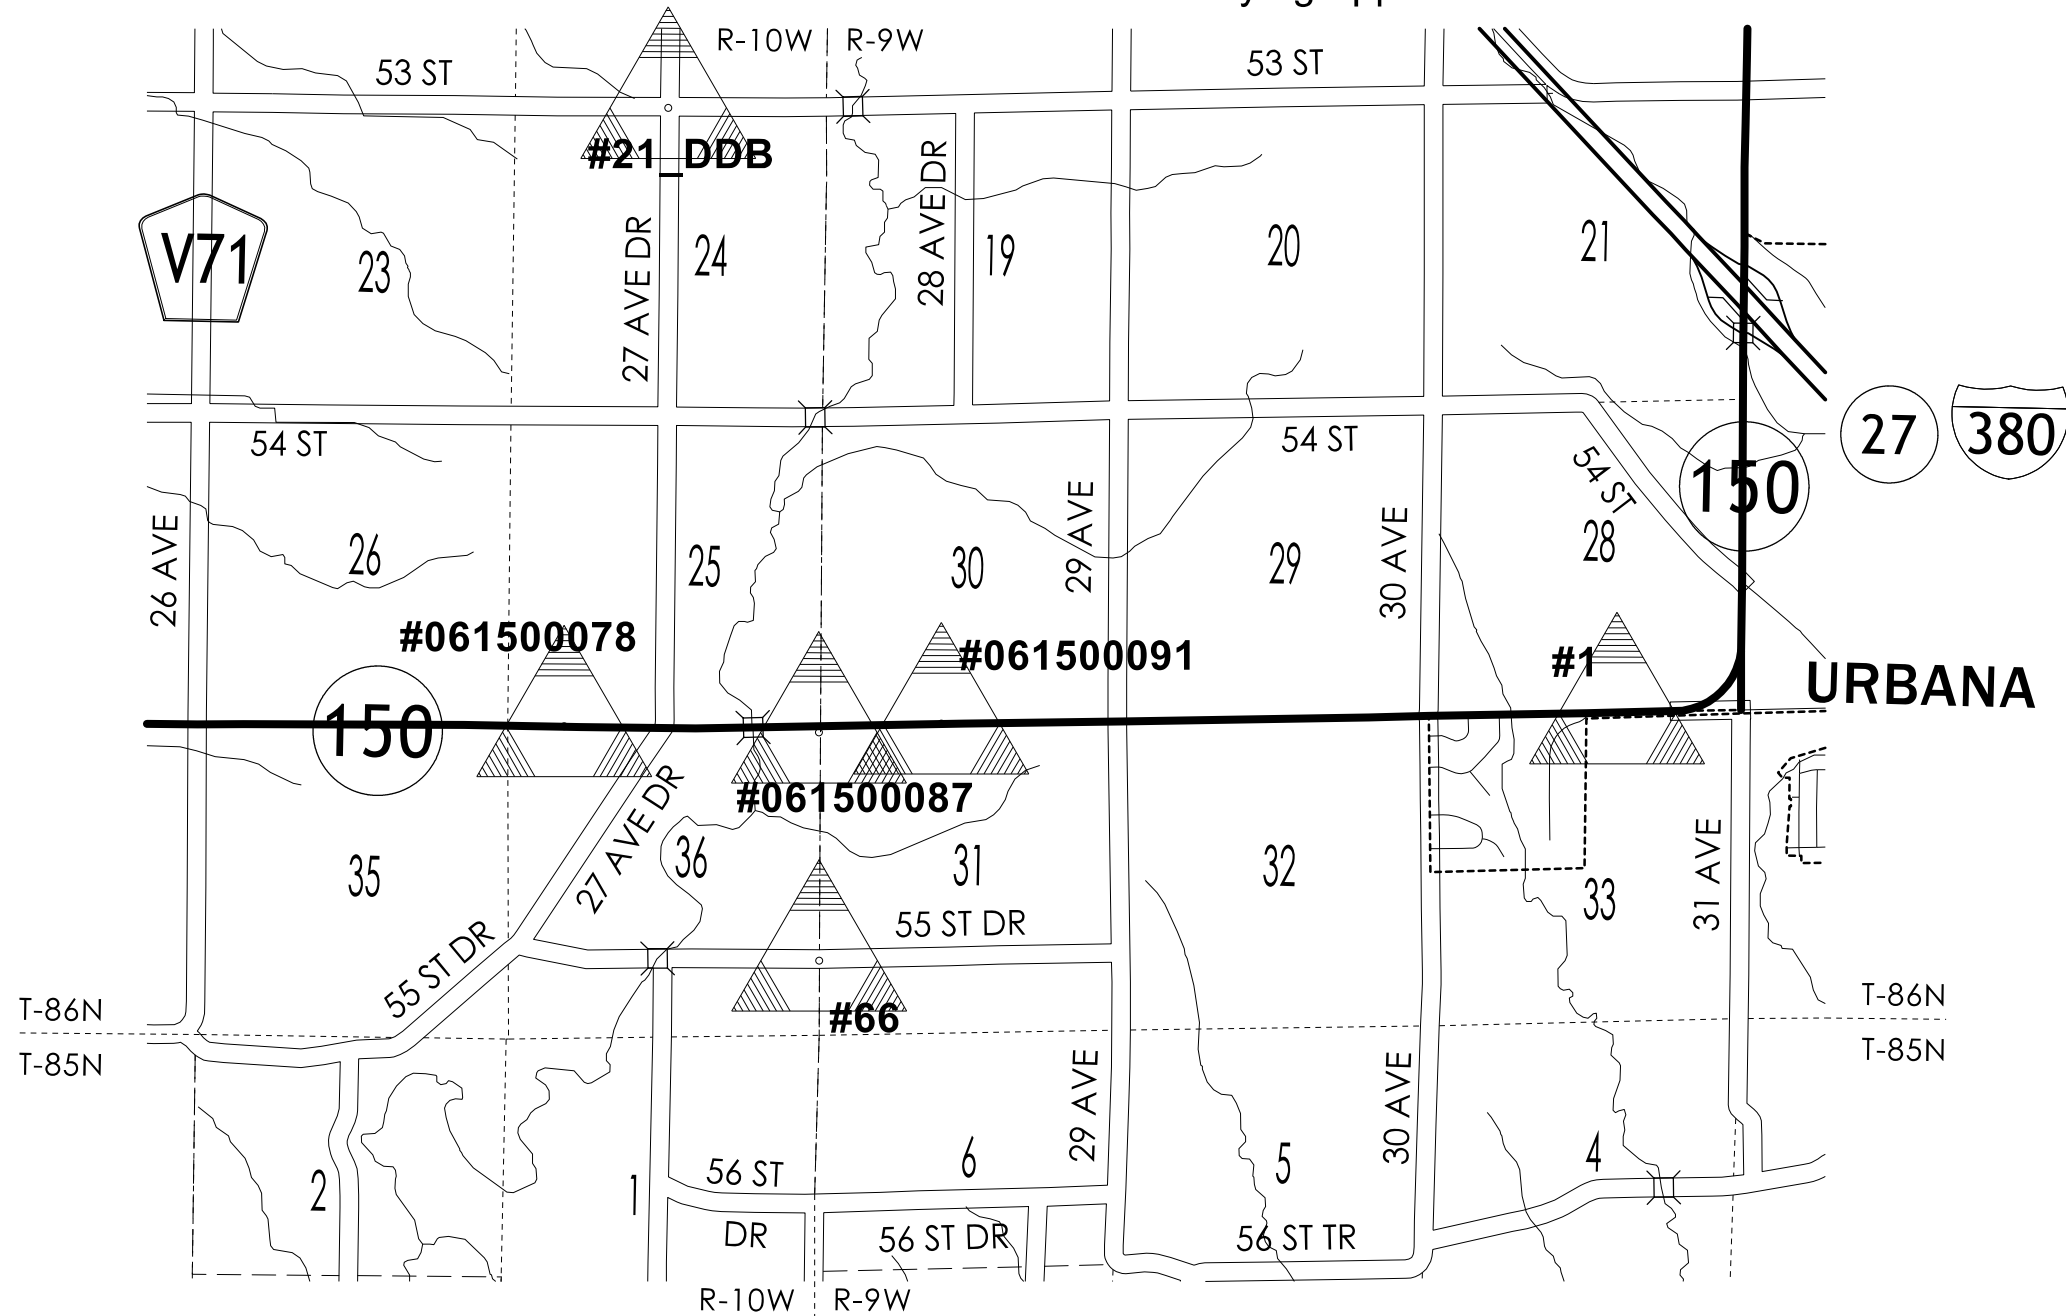 R-10W
R-9W
53 ST
53 ST
#21_DDB
V71
23
27 AVE DR
24
28 AVE DR
19
20
21
54 ST
54 ST
54 ST
150
27
380
26 AVE
26
25
30
29 AVE
29
30 AVE
28
#061500078
#061500091
#1
URBANA
150
#061500087
27 AVE DR
35
36
31
32
33
31 AVE
55 ST DR
55 ST DR
#66
T-86N
T-86N
T-85N
T-85N
29 AVE
30 AVE
2
1
56 ST
DR
6
56 ST DR
5
56 ST TR
4
R-10W
R-9W